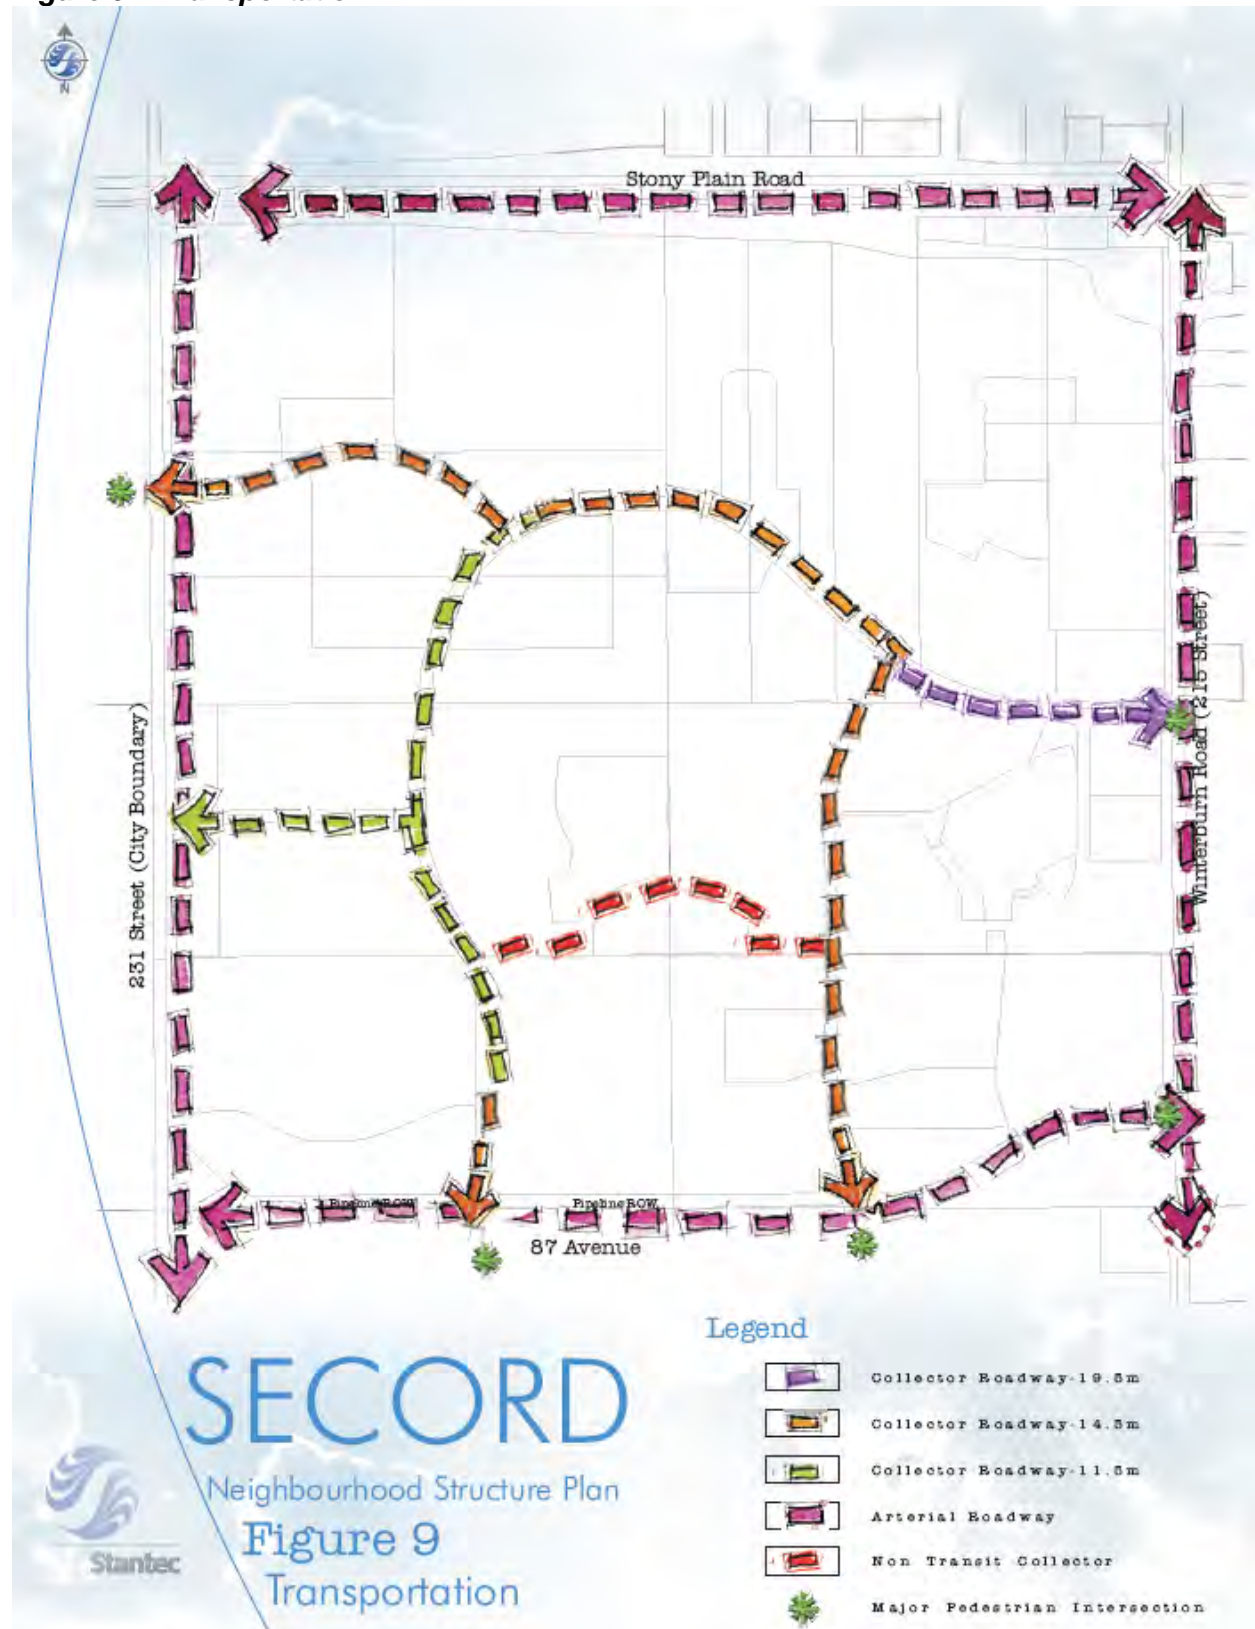 N
Stony Plain Road
Winterburn Road (215 Street)
231 Street (City Boundary)
Pipeline ROW
Pipeline ROW
87 Avenue
Legend
Collector Roadway-19.5m
Collector Roadway-14.5m
Collector Roadway-11.5m
Arterial Roadway
Non Transit Collector
Major Pedestrian Intersection
SECORD
Neighbourhood Structure Plan
Figure 9
Transportation
Stantec